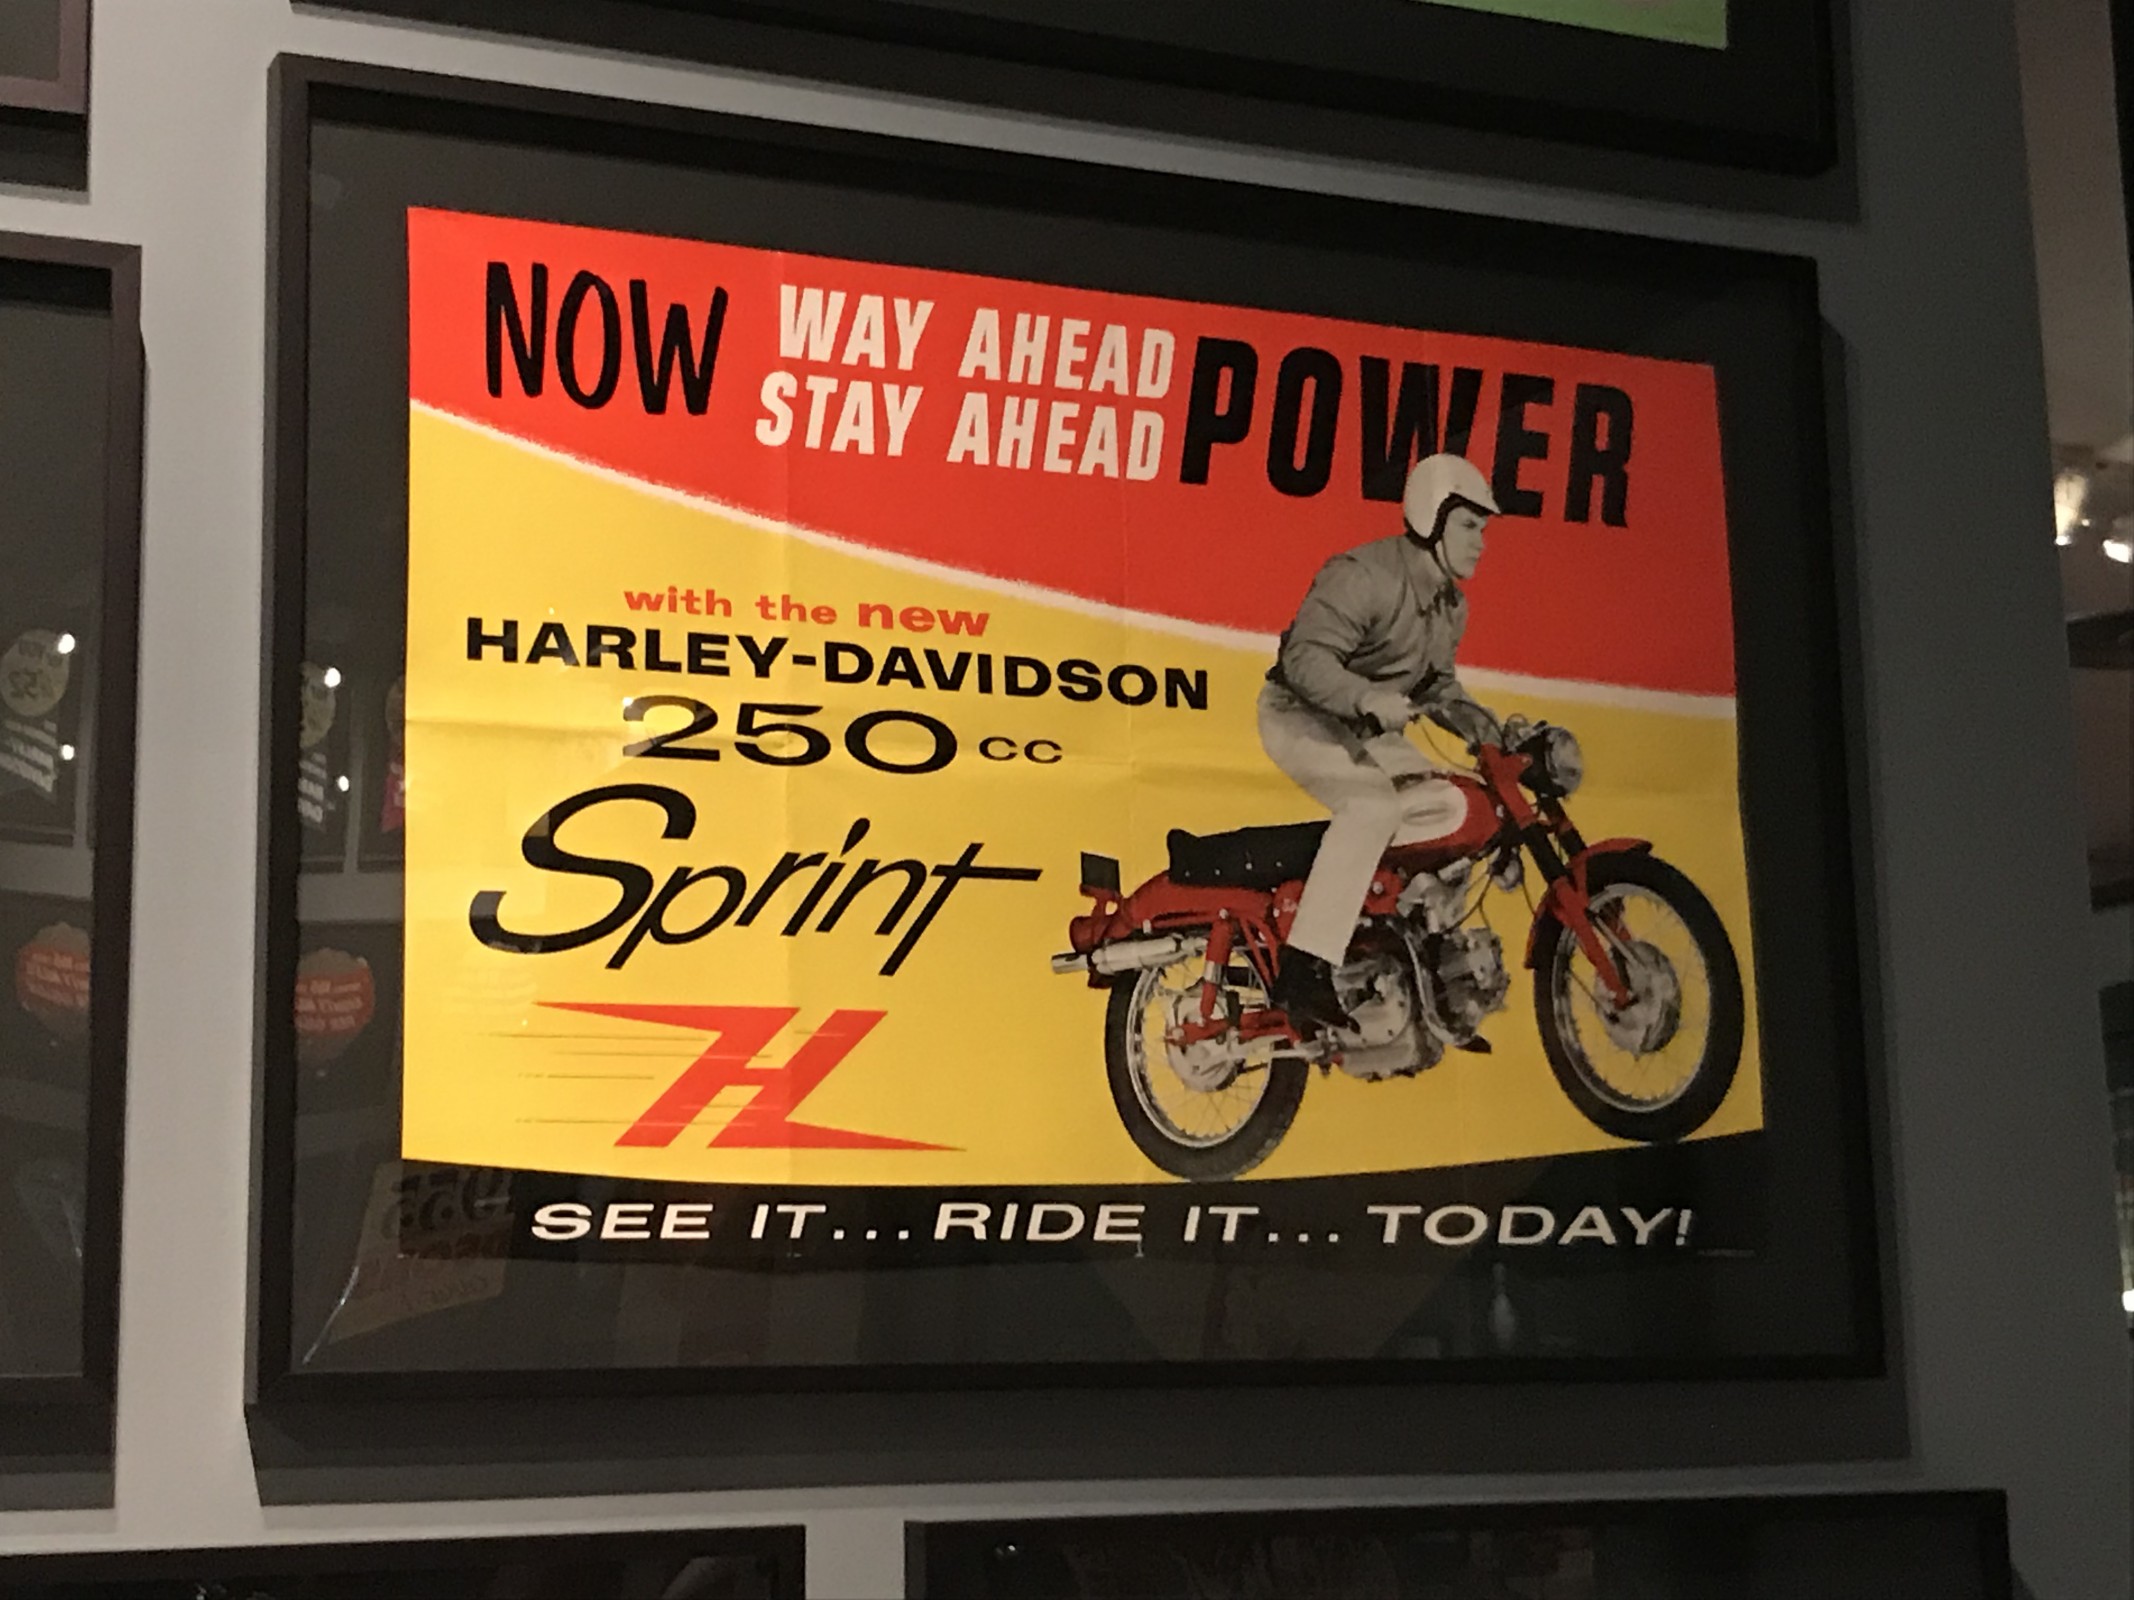 NOW WAY AHEAD
STAY AHEAD POWER
with the new
HARLEY-DAVIDSON
250 cc
Sprint
H
SEE IT... RIDE IT... TODAY!